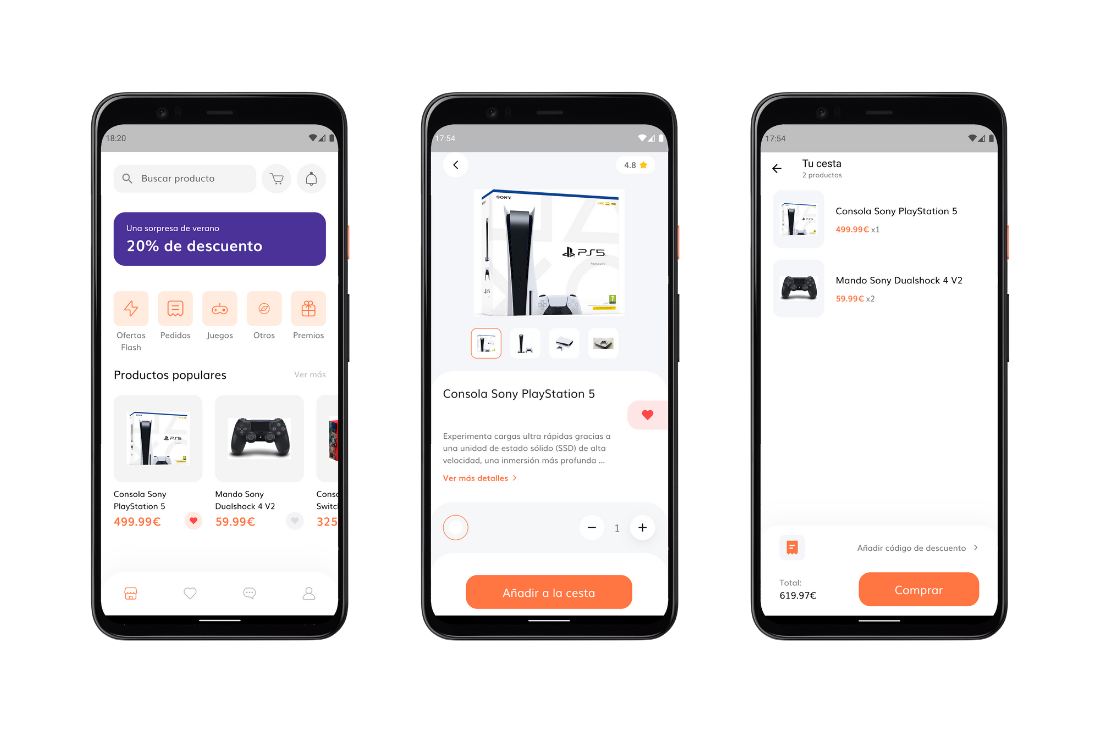 18:20
Buscar producto
Una sorpresa de verano
20% de descuento
Ofertas
Flash
Pedidos
Juegos
Otros
Premios
Productos populares
Ver más
Consola Sony
PlayStation 5
499.99€
Mando Sony
Dualshock 4 V2
59.99€
Conso
Switc
325
17:54
4.8
SONY
PS5
Consola Sony PlayStation 5
Experimenta cargas ultra rápidas gracias a
una unidad de estado sólido (SSD) de alta
velocidad, una inmersión más profunda ...
Ver más detalles
1
Añadir a la cesta
17:54
Tu cesta
2 productos
Consola Sony PlayStation 5
499.99€ x1
Mando Sony Dualshock 4 V2
59.99€ x2
Añadir código de descuento
Total:
619.97€
Comprar